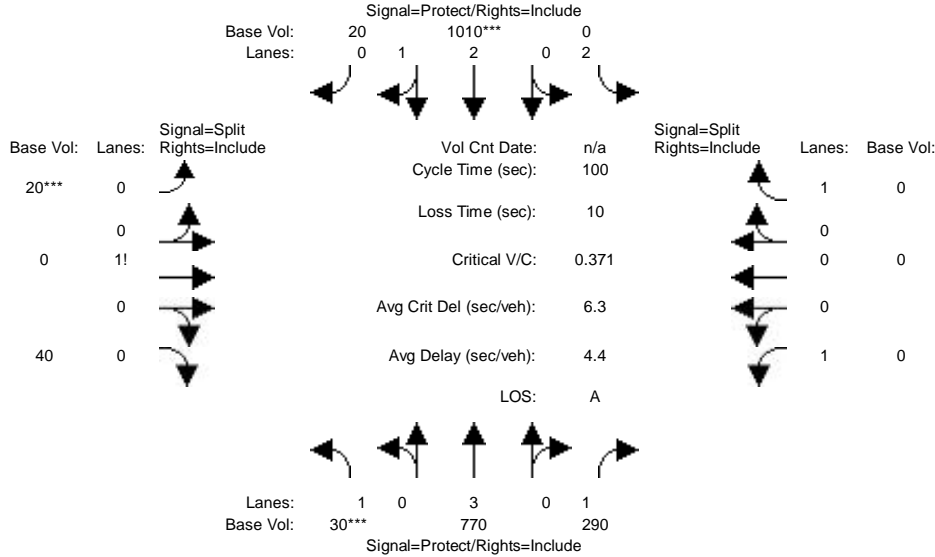 Signal=Protect/Rights=Include
Base Vol: 20 1010*** 0
Lanes: 0 1 2 0 2
Signal=Split
Rights=Include
Base Vol: Lanes:
20*** 0
0
0 1!
0
40 0
Vol Cnt Date: n/a
Cycle Time (sec): 100
Loss Time (sec): 10
Critical V/C: 0.371
Avg Crit Del (sec/veh): 6.3
Avg Delay (sec/veh): 4.4
LOS: A
Signal=Split
Rights=Include
Lanes: Base Vol:
1 0
0
0 0
0
1 0
Lanes: 1 0 3 0 1
Base Vol: 30*** 770 290
Signal=Protect/Rights=Include